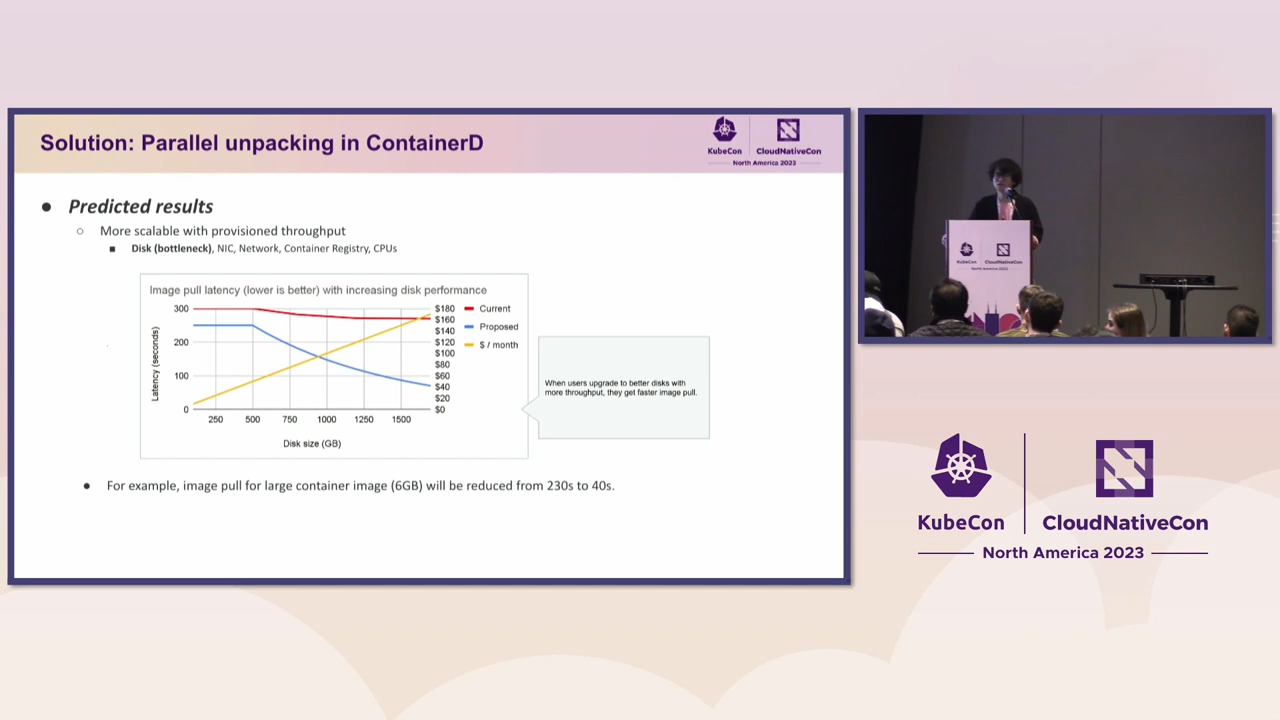 Solution: Parallel unpacking in ContainerD
KubeCon
CloudNativeCon
North America 2023
Predicted results
More scalable with provisioned throughput
Disk (bottleneck), NIC, Network, Container Registry, CPUs
Image pull latency (lower is better) with increasing disk performance
Latency (seconds)
300
200
100
0
250
500
750
1000
1250
1500
Disk size (GB)
$180
$160
$140
$120
$100
$80
$60
$40
$20
$0
Current
Proposed
$ / month
When users upgrade to better disks with
more throughput, they get faster image pull.
For example, image pull for large container image (6GB) will be reduced from 230s to 40s.
KubeCon
CloudNativeCon
North America 2023
KubeCon
CloudNativeCon
North America 2023